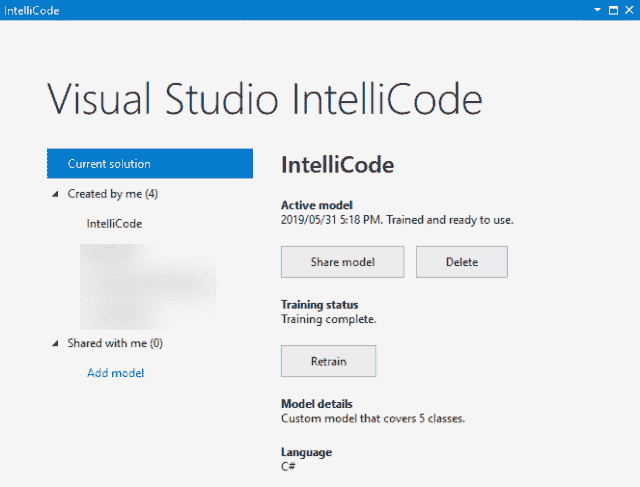 IntelliCode
Visual Studio IntelliCode
Current solution
Created by me (4)
IntelliCode
Shared with me (0)
Add model
IntelliCode
Active model
2019/05/31 5:18 PM. Trained and ready to use.
Share model
Delete
Training status
Training complete.
Retrain
Model details
Custom model that covers 5 classes.
Language
C#